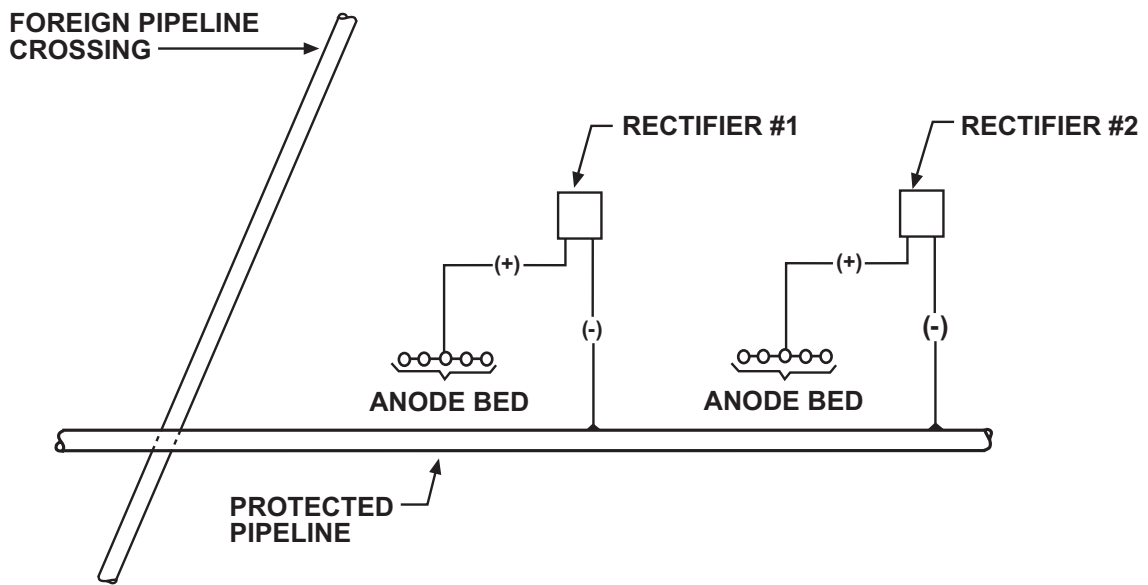 FOREIGN PIPELINE
CROSSING
RECTIFIER #1
RECTIFIER #2
(+)
(+)
(-)
(-)
ANODE BED
ANODE BED
PROTECTED
PIPELINE